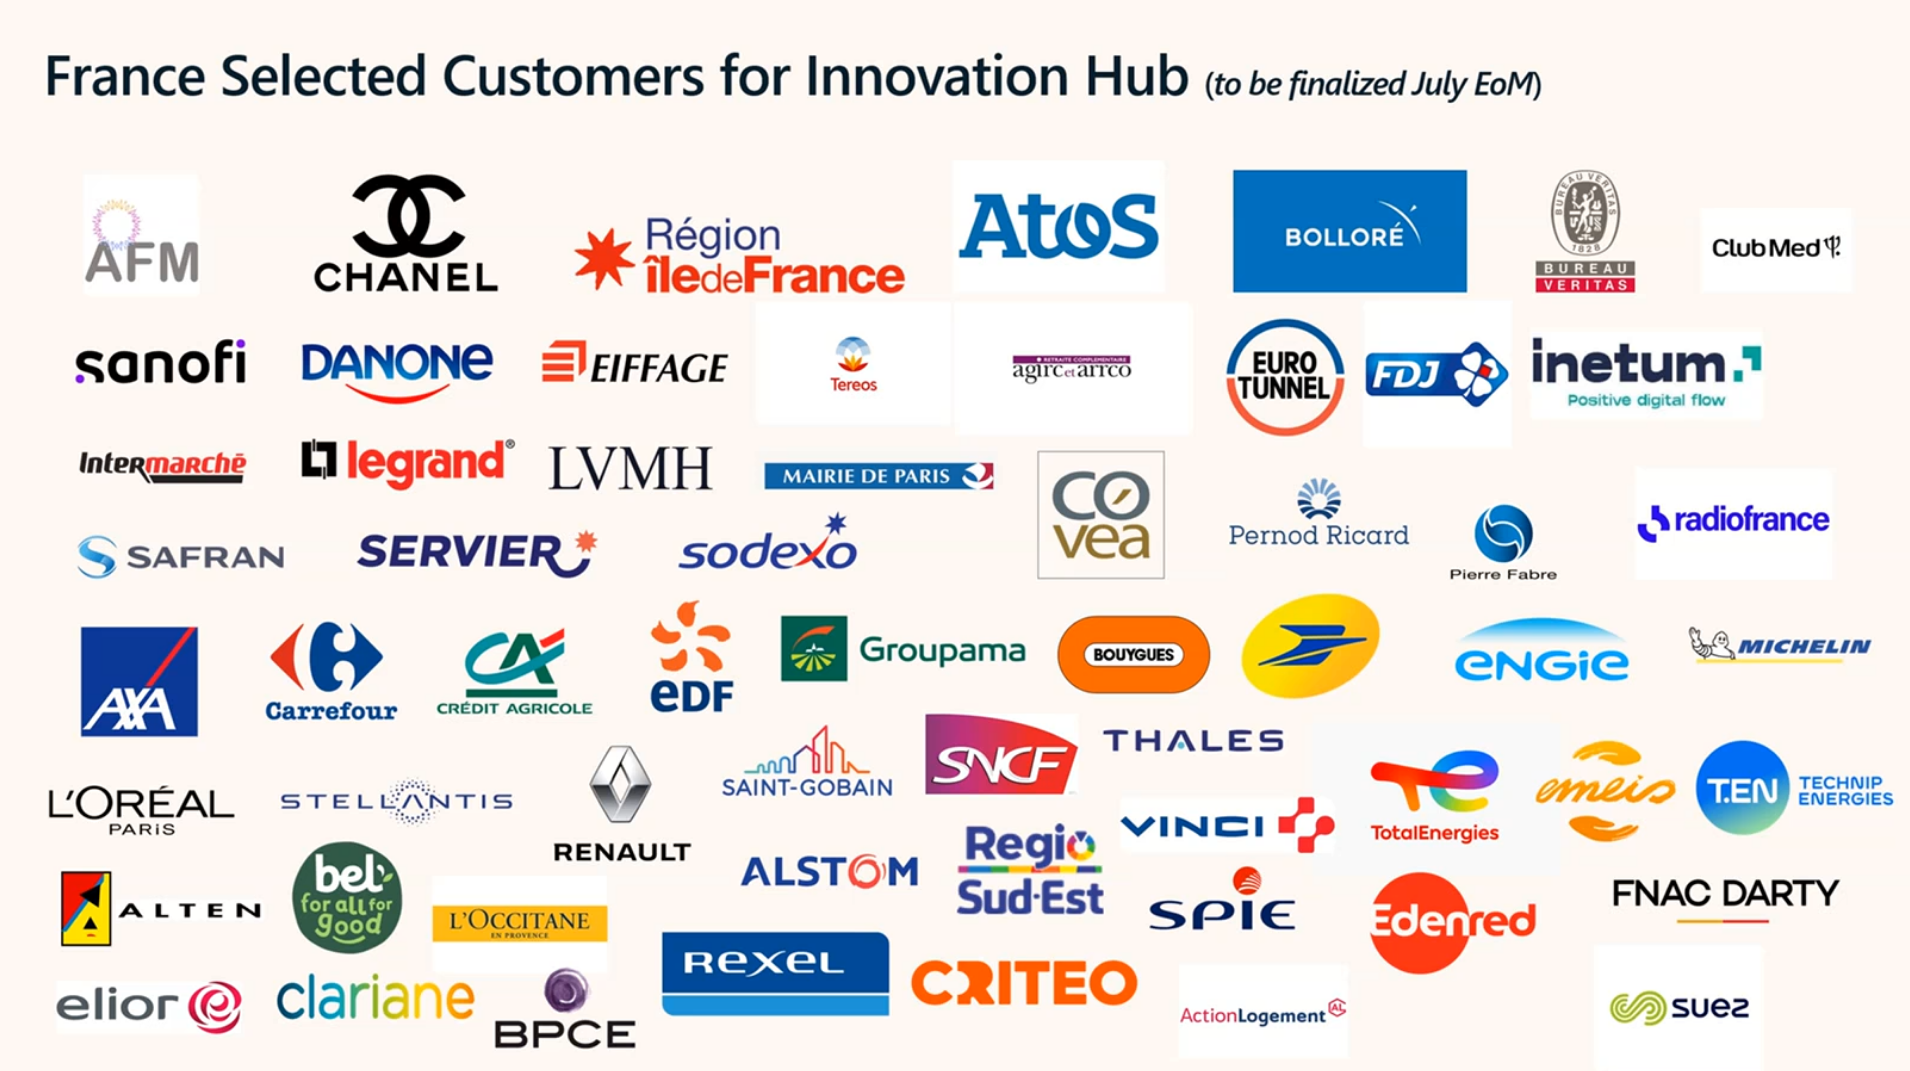 France Selected Customers for Innovation Hub (to be finalized July EoM)
AFM
CHANEL
Région
îledeFrance
Atos
BOLLORÉ
BUREAU VERITAS
1828
BUREAU
VERITAS
Club Med
sanofi
DANONE
EIFFAGE
Tereos
RETRAITE COMPLEMENTAIRE
agirc et arrco
EURO
TUNNEL
FDJ
inetum.
Positive digital flow
Intermarchē
legrand®
LVMH
MAIRIE DE PARIS
COvea
Pernod Ricard
Pierre Fabre
radiofrance
SAFRAN
SERVIER
sodexo
AXA
Carrefour
CRÉDIT AGRICOLE
eDF
Groupama
BOUYGUES
eNGie
MICHELIN
L'ORÉAL
PARiS
STELLANTIS
RENAULT
SAINT-GOBAIN
SNCF
THALES
VINCI
TotalEnergies
emeis
T.EN
TECHNIP
ENERGIES
ALTEN
bel
for all for
good
L'OCCITANE
EN PROVENCE
ALSTOM
Regio
Sud·Est
SPIE
Edenred
FNAC DARTY
elior
clariane
BPCE
REXEL
CRITEO
ActionLogement
AL
suez